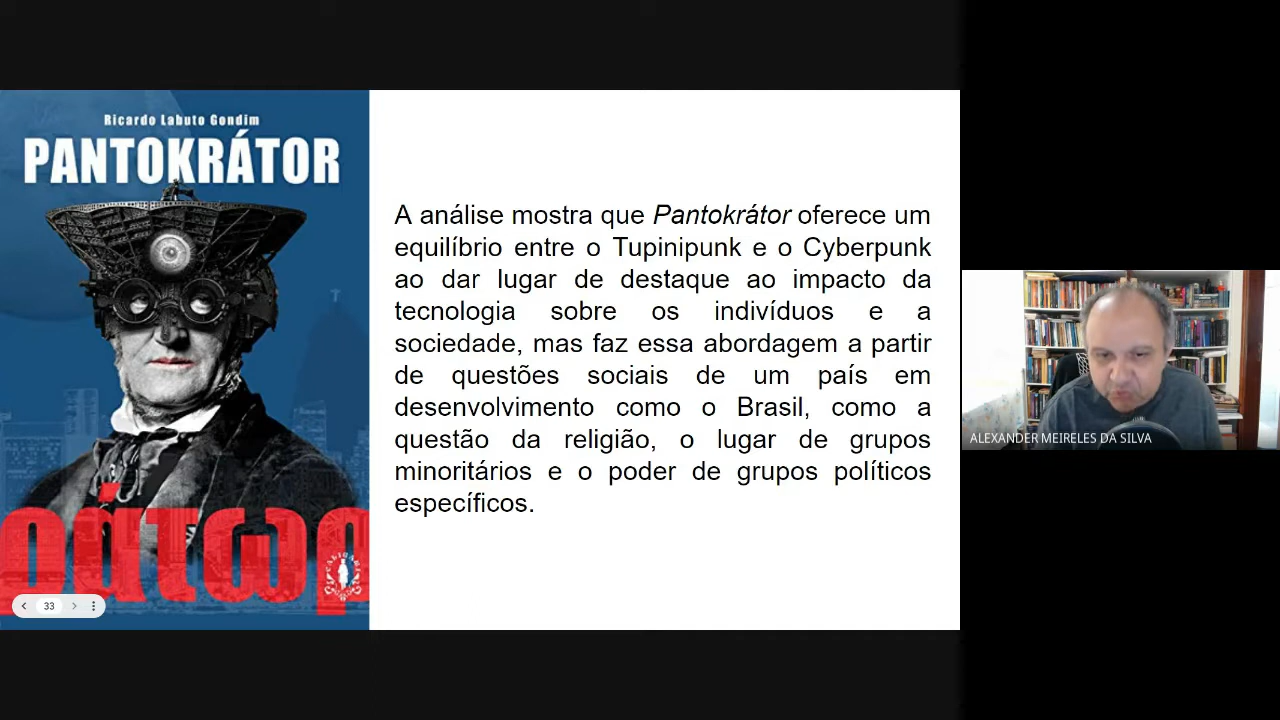 Ricardo Labuto Gondim
PANTOKRÁTOR
ράτωρ
33
A análise mostra que Pantokrátor oferece um
equilíbrio entre o Tupinipunk e o Cyberpunk
ao dar lugar de destaque ao impacto da
tecnologia sobre os indivíduos e a
sociedade, mas faz essa abordagem a partir
de questões sociais de um país em
desenvolvimento como o Brasil, como a
questão da religião, o lugar de grupos
minoritários e o poder de grupos políticos
específicos.
ALEXANDER MEIRELES DA SILVA